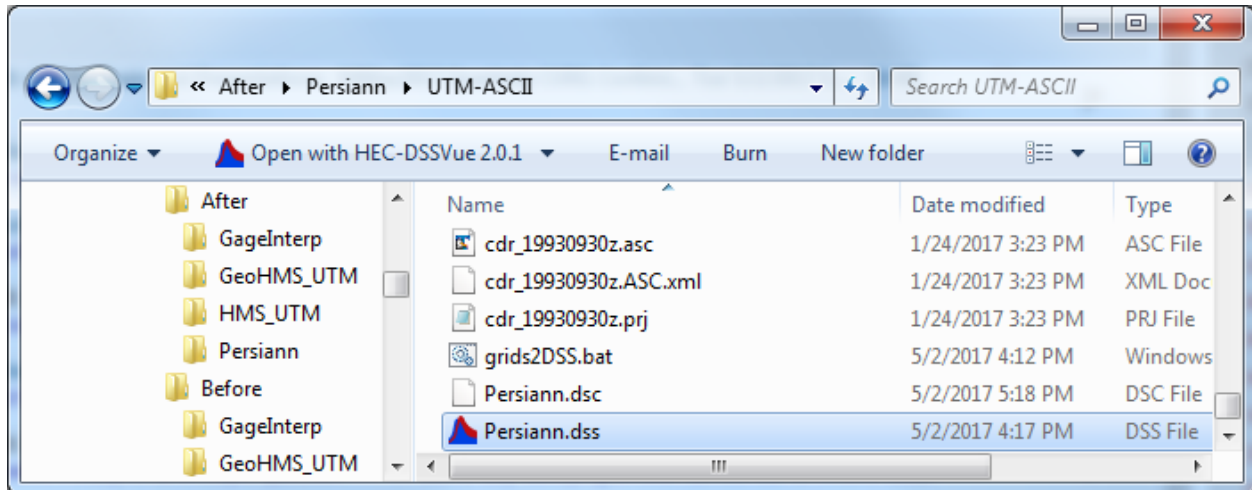 « After Persiann UTM-ASCII Search UTM-ASCII
Organize Open with HEC-DSSVue 2.0.1 E-mail Burn New folder
After
GageInterp
GeoHMS_UTM
HMS_UTM
Persiann
Before
GageInterp
GeoHMS_UTM
Name Date modified Type
cdr_19930930z.asc 1/24/2017 3:23 PM ASC File
cdr_19930930z.ASC.xml 1/24/2017 3:23 PM XML Doc
cdr_19930930z.prj 1/24/2017 3:23 PM PRJ File
grids2DSS.bat 5/2/2017 4:12 PM Windows
Persiann.dsc 5/2/2017 5:18 PM DSC File
Persiann.dss 5/2/2017 4:17 PM DSS File